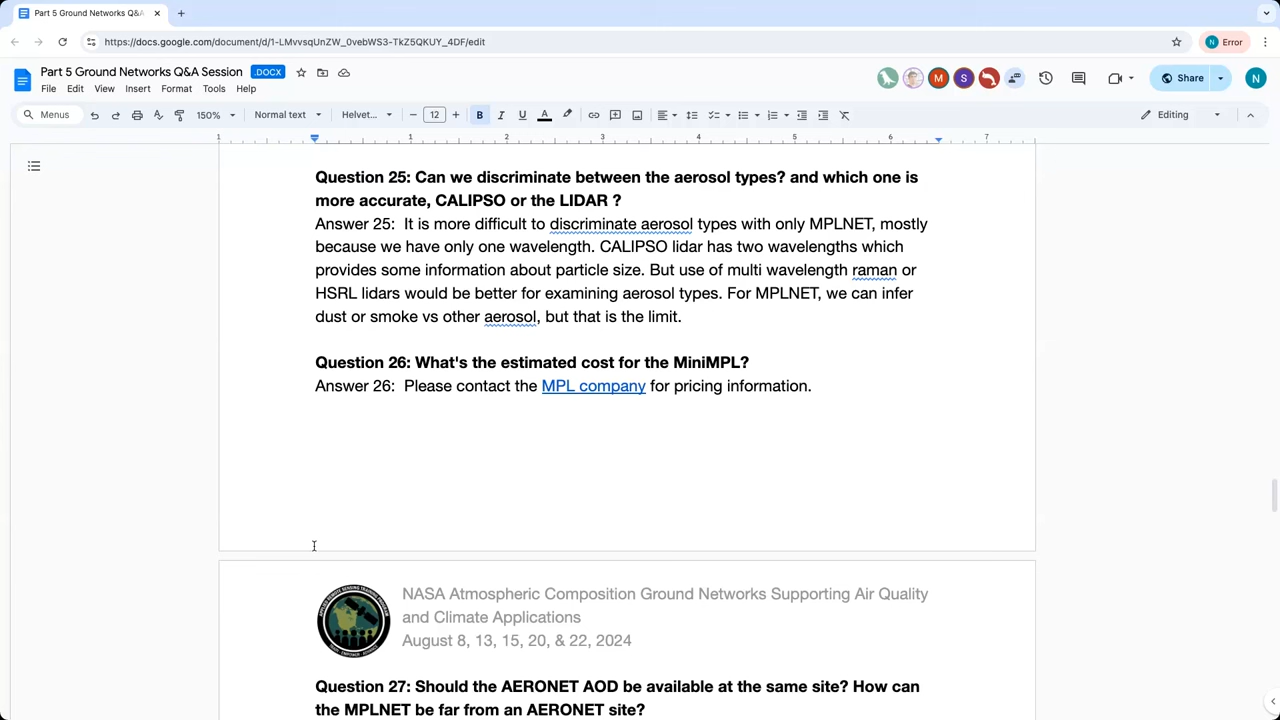 Part 5 Ground Networks Q&A
https://docs.google.com/document/d/1-LMvvsqUnZW_0vebWS3-TkZ5QKUY_4DF/edit
N Error
Part 5 Ground Networks Q&A Session .DOCX
M S Share N
File Edit View Insert Format Tools Help
Menus 150% Normal text Helvet... 12 B I U A Editing
1 1 2 3 4 5 6 7
Question 25: Can we discriminate between the aerosol types? and which one is
more accurate, CALIPSO or the LIDAR ?
Answer 25: It is more difficult to discriminate aerosol types with only MPLNET, mostly
because we have only one wavelength. CALIPSO lidar has two wavelengths which
provides some information about particle size. But use of multi wavelength raman or
HSRL lidars would be better for examining aerosol types. For MPLNET, we can infer
dust or smoke vs other aerosol, but that is the limit.
Question 26: What's the estimated cost for the MiniMPL?
Answer 26: Please contact the MPL company for pricing information.
NASA Atmospheric Composition Ground Networks Supporting Air Quality
and Climate Applications
August 8, 13, 15, 20, & 22, 2024
Question 27: Should the AERONET AOD be available at the same site? How can
the MPLNET be far from an AERONET site?